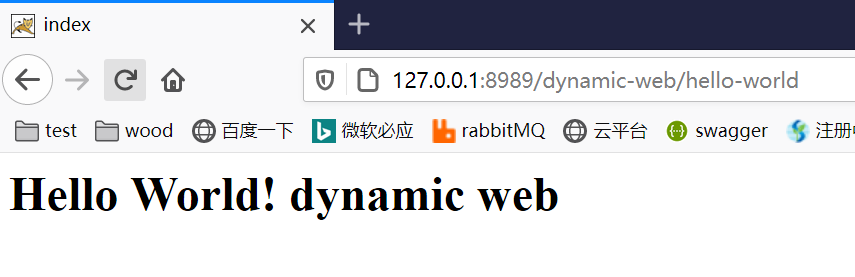 index
127.0.0.1:8989/dynamic-web/hello-world
test wood 百度一下 微软必应 rabbitMQ 云平台 swagger 注册
Hello World! dynamic web